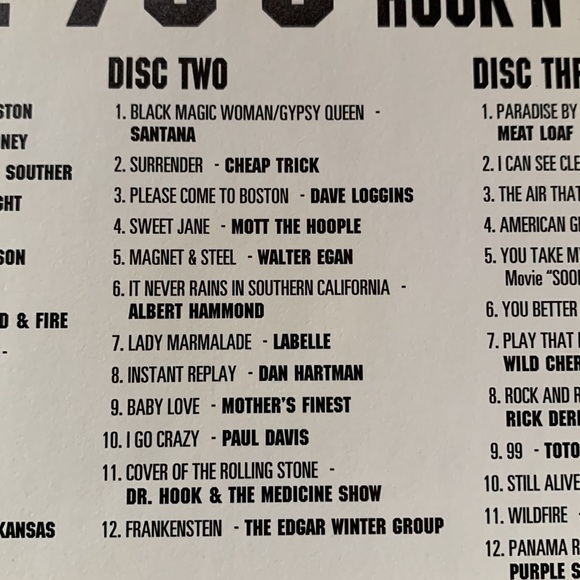 70's ROCK 'N
STON
NEY
SOUTHER
GHT
SON
D & FIRE
-
KANSAS
DISC TWO
1. BLACK MAGIC WOMAN/GYPSY QUEEN -
SANTANA
2. SURRENDER - CHEAP TRICK
3. PLEASE COME TO BOSTON - DAVE LOGGINS
4. SWEET JANE - MOTT THE HOOPLE
5. MAGNET & STEEL - WALTER EGAN
6. IT NEVER RAINS IN SOUTHERN CALIFORNIA -
ALBERT HAMMOND
7. LADY MARMALADE - LABELLE
8. INSTANT REPLAY - DAN HARTMAN
9. BABY LOVE - MOTHER'S FINEST
10. I GO CRAZY - PAUL DAVIS
11. COVER OF THE ROLLING STONE -
DR. HOOK & THE MEDICINE SHOW
12. FRANKENSTEIN - THE EDGAR WINTER GROUP
DISC THR
1. PARADISE BY
MEAT LOAF
2. I CAN SEE CLE
3. THE AIR THAT
4. AMERICAN G
5. YOU TAKE M
Movie "SOO
6. YOU BETTER
7. PLAY THAT
WILD CHER
8. ROCK AND R
RICK DER
9. 99 - TOTO
10. STILL ALIVE
11. WILDFIRE -
12. PANAMA R
PURPLE S